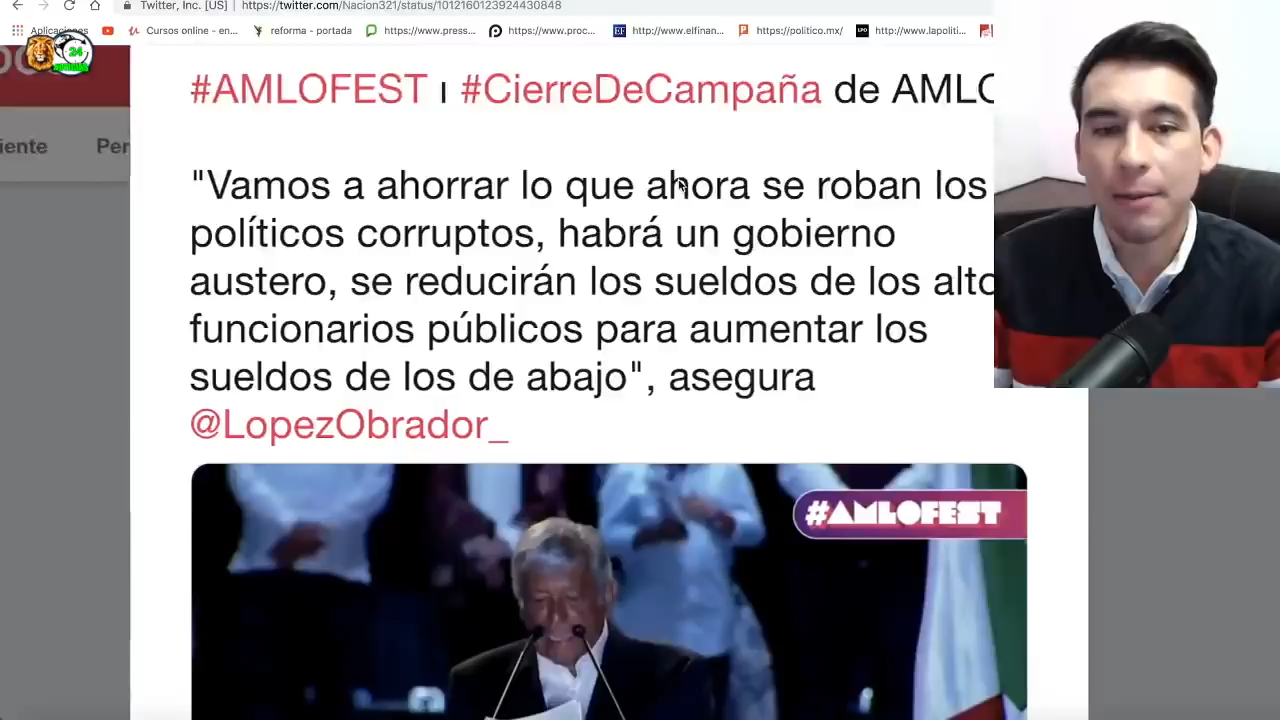 Twitter, Inc. [US] | https://twitter.com/Nacion321/status/1012160123924430848
Aplicaciones Cursos online - en... reforma - portada https://www.press... https://www.proc... http://www.elfinan... https://politico.mx/ http://www.lapoliti...
24
NOTICIAS
#AMLOFEST ı #CierreDeCampaña de AMLO
iente Per
"Vamos a ahorrar lo que ahora se roban los
políticos corruptos, habrá un gobierno
austero, se reducirán los sueldos de los alto
funcionarios públicos para aumentar los
sueldos de los de abajo", asegura
@LopezObrador_
#AMLOFEST